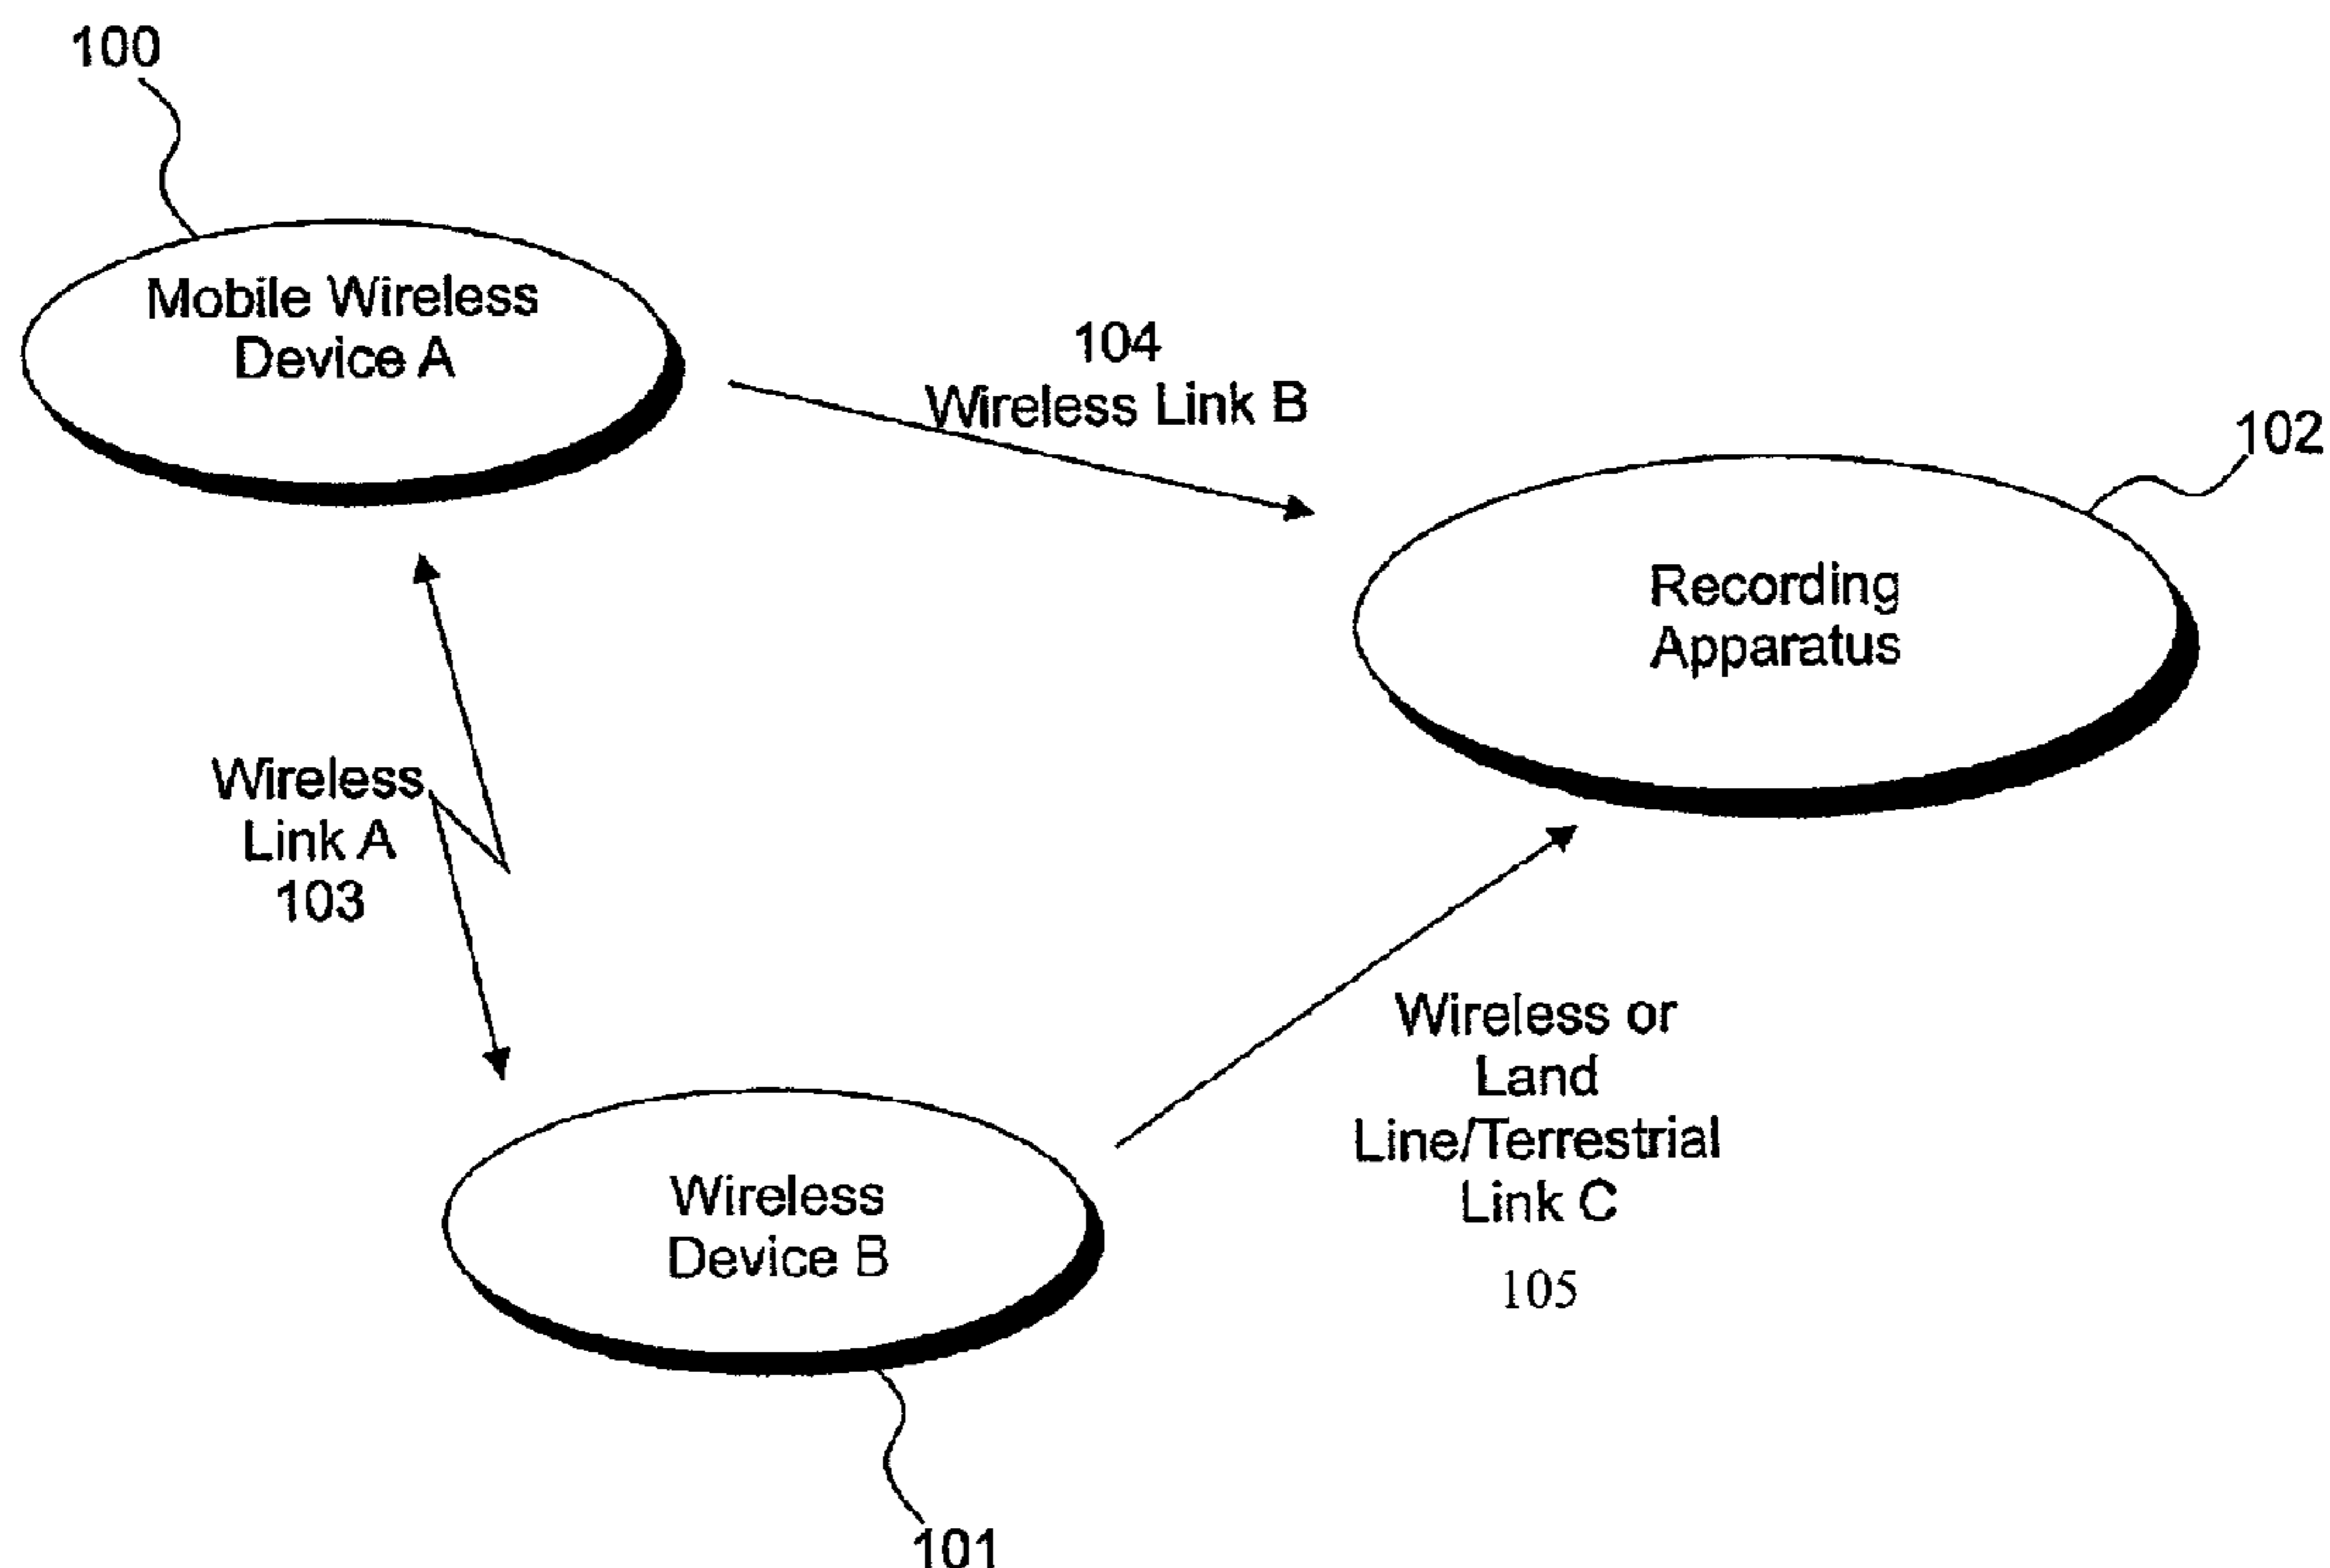 100
Mobile Wireless
Device A
104
Wireless Link B
102
Recording
Apparatus
Wireless
Link A
103
Wireless or
Land
Line/Terrestrial
Link C
105
Wireless
Device B
101